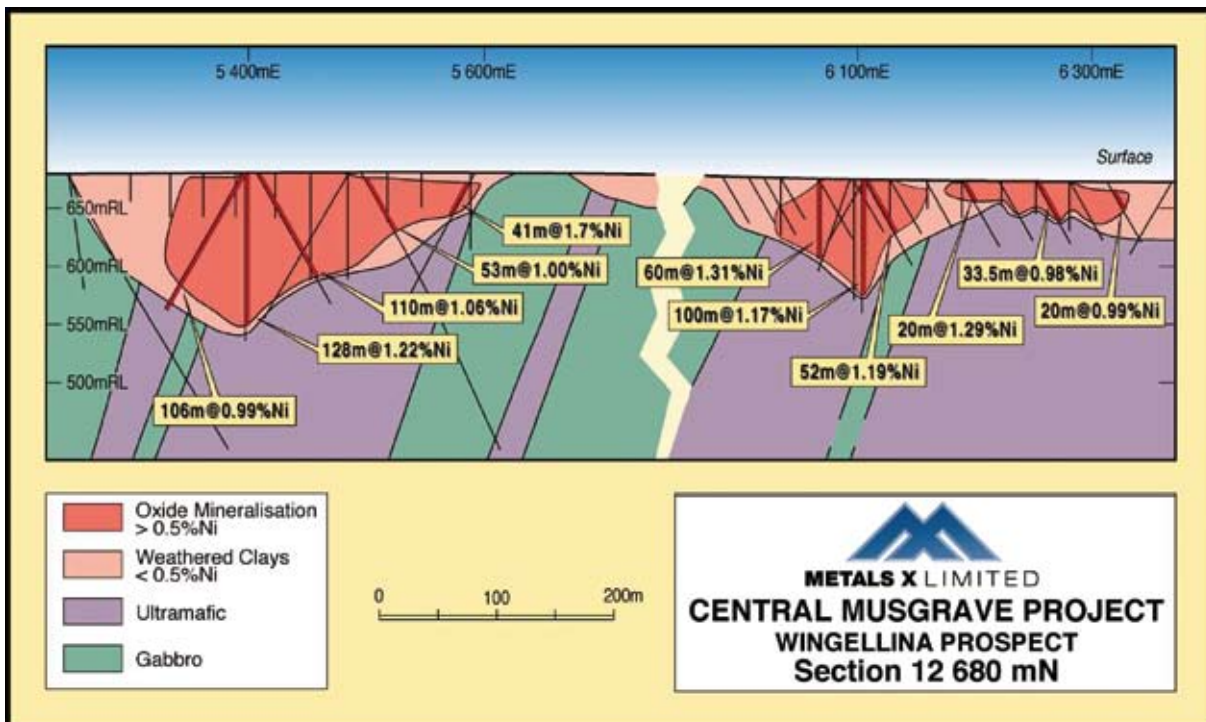 5 400mE
5 600mE
6 100mE
6 300mE
Surface
650mRL
600mRL
550mRL
500mRL
41m@1.7%Ni
53m@1.00%Ni
110m@1.06%Ni
128m@1.22%Ni
106m@0.99%Ni
60m@1.31%Ni
100m@1.17%Ni
52m@1.19%Ni
20m@1.29%Ni
33.5m@0.98%Ni
20m@0.99%Ni
Oxide Mineralisation
> 0.5%Ni
Weathered Clays
< 0.5%Ni
Ultramafic
Gabbro
0
100
200m
METALS X LIMITED
CENTRAL MUSGRAVE PROJECT
WINGELLINA PROSPECT
Section 12 680 mN